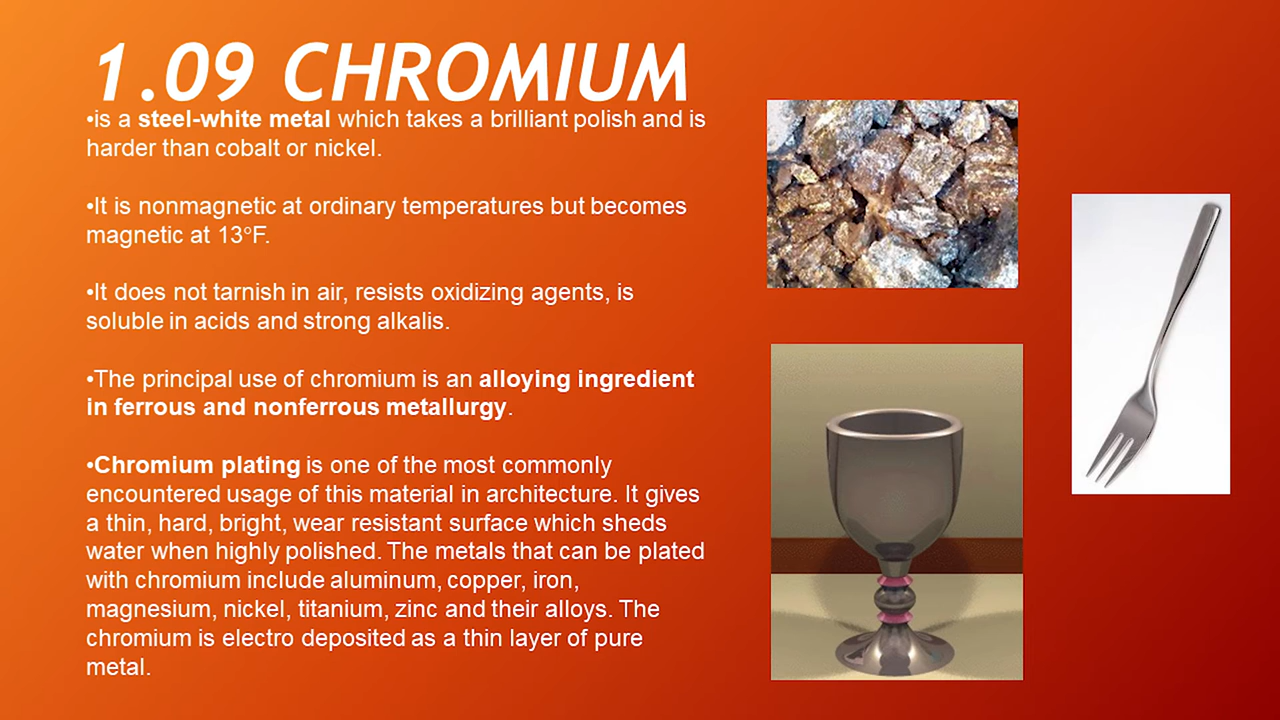 1.09 CHROMIUM
•is a steel-white metal which takes a brilliant polish and is
harder than cobalt or nickel.
•It is nonmagnetic at ordinary temperatures but becomes
magnetic at 13°F.
•It does not tarnish in air, resists oxidizing agents, is
soluble in acids and strong alkalis.
•The principal use of chromium is an alloying ingredient
in ferrous and nonferrous metallurgy.
•Chromium plating is one of the most commonly
encountered usage of this material in architecture. It gives
a thin, hard, bright, wear resistant surface which sheds
water when highly polished. The metals that can be plated
with chromium include aluminum, copper, iron,
magnesium, nickel, titanium, zinc and their alloys. The
chromium is electro deposited as a thin layer of pure
metal.